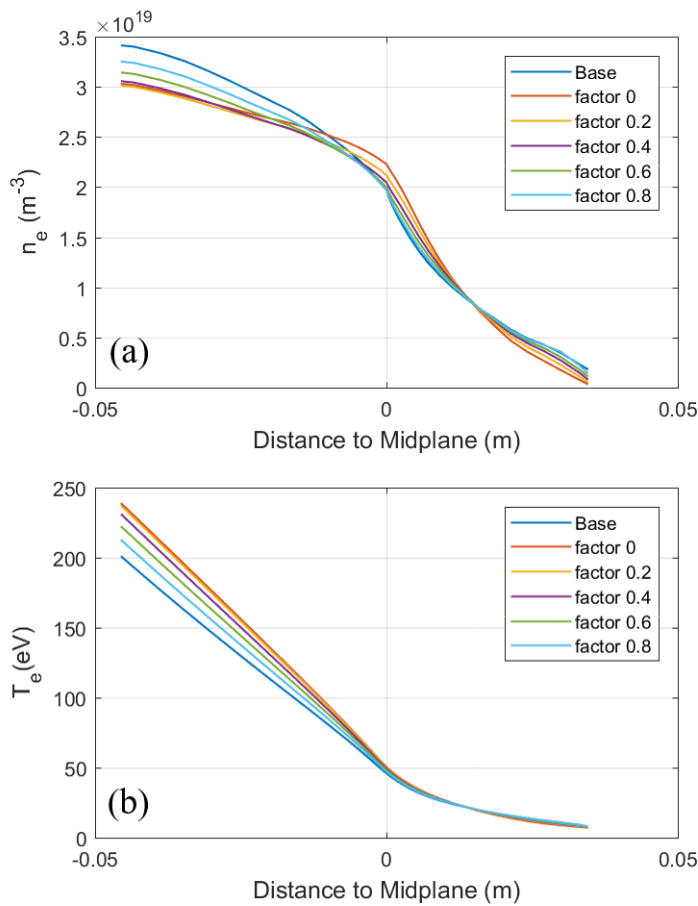 ×10^19
3.5
3
2.5
2
1.5
1
0.5
0
n_e (m^-3)
Base
factor 0
factor 0.2
factor 0.4
factor 0.6
factor 0.8
(a)
-0.05 0 0.05
Distance to Midplane (m)
250
200
150
100
50
0
T_e(eV)
Base
factor 0
factor 0.2
factor 0.4
factor 0.6
factor 0.8
(b)
-0.05 0 0.05
Distance to Midplane (m)